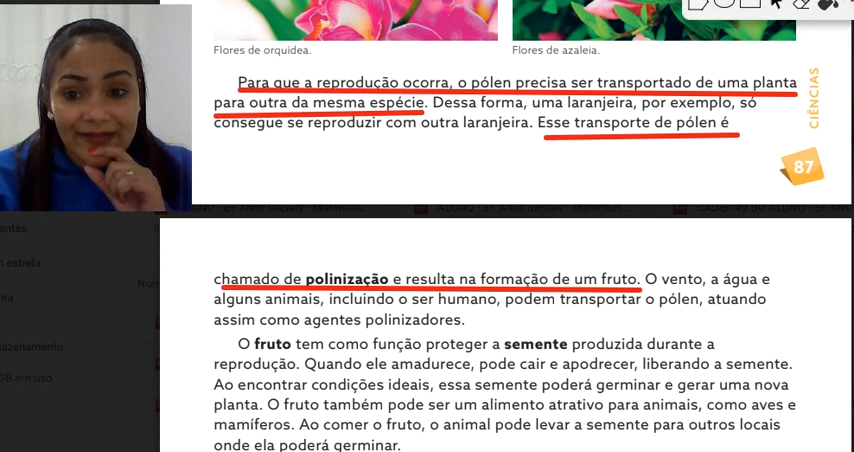 Flores de orquídea.
Flores de azaleia.
Para que a reprodução ocorra, o pólen precisa ser transportado de uma planta
para outra da mesma espécie. Dessa forma, uma laranjeira, por exemplo, só
consegue se reproduzir com outra laranjeira. Esse transporte de pólen é
CIÊNCIAS
87
entes
estrela
Nom
azenamento
GB em uso
chamado de polinização e resulta na formação de um fruto. O vento, a água e
alguns animais, incluindo o ser humano, podem transportar o pólen, atuando
assim como agentes polinizadores.
O fruto tem como função proteger a semente produzida durante a
reprodução. Quando ele amadurece, pode cair e apodrecer, liberando a semente.
Ao encontrar condições ideais, essa semente poderá germinar e gerar uma nova
planta. O fruto também pode ser um alimento atrativo para animais, como aves e
mamíferos. Ao comer o fruto, o animal pode levar a semente para outros locais
onde ela poderá germinar.